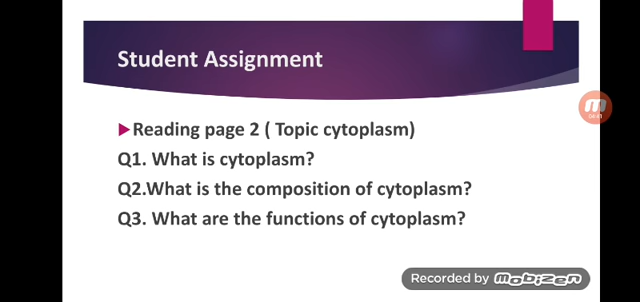 Student Assignment
Reading page 2 ( Topic cytoplasm)
Q1. What is cytoplasm?
Q2.What is the composition of cytoplasm?
Q3. What are the functions of cytoplasm?
Recorded by mobizen